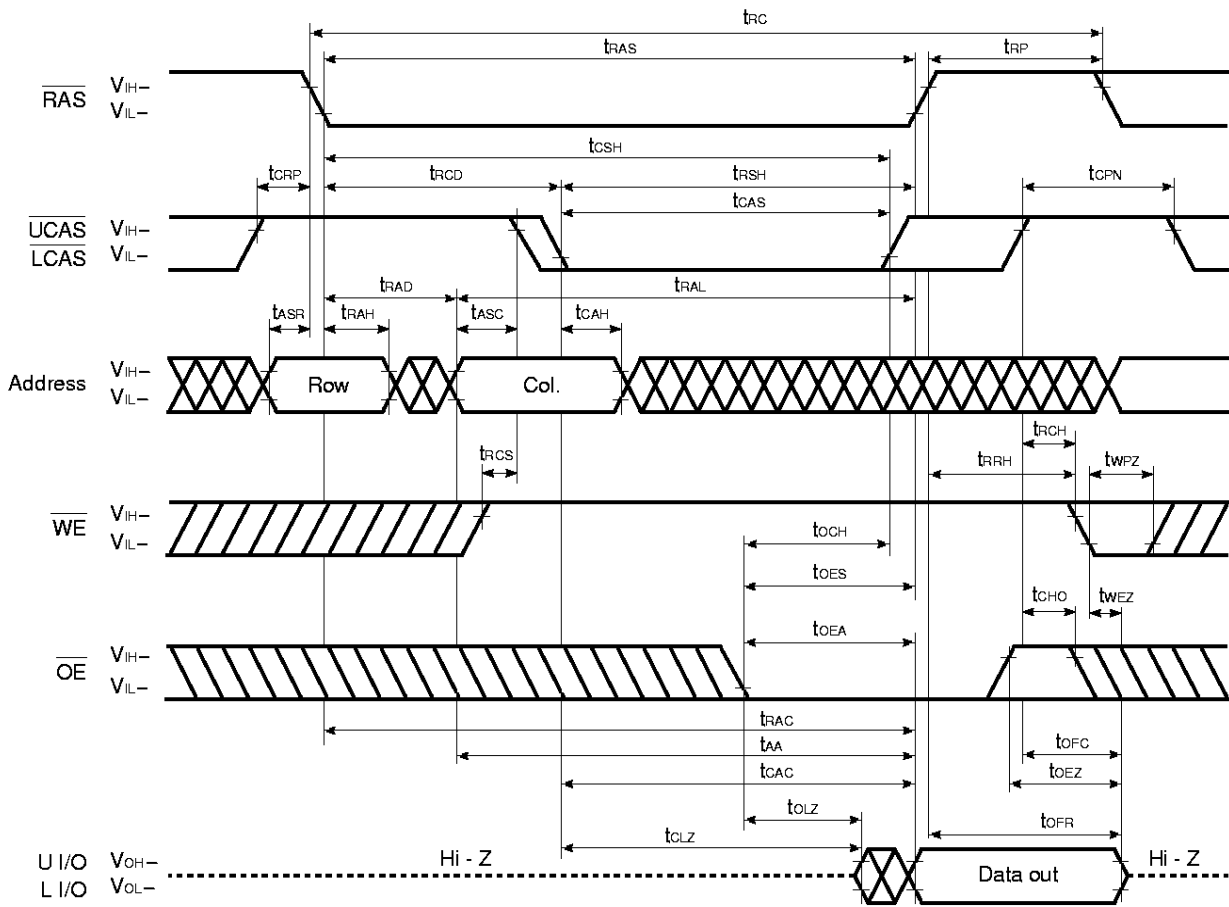 tRC
tRAS
tRP
RAS
VIH–
VIL–
tCSH
tCRP
tRCD
tRSH
tCPN
tCAS
UCAS
LCAS
VIH–
VIL–
tRAD
tRAL
tASR
tRAH
tASC
tCAH
Address
VIH–
VIL–
Row
Col.
tRCH
tRCS
tRRH
tWPZ
WE
VIH–
VIL–
tOCH
tOES
tCHO
tWEZ
tOEA
OE
VIH–
VIL–
tRAC
tAA
tOFC
tCAC
tOEZ
tOLZ
tCLZ
tOFR
U I/O
L I/O
VOH–
VOL–
Hi - Z
Data out
Hi - Z